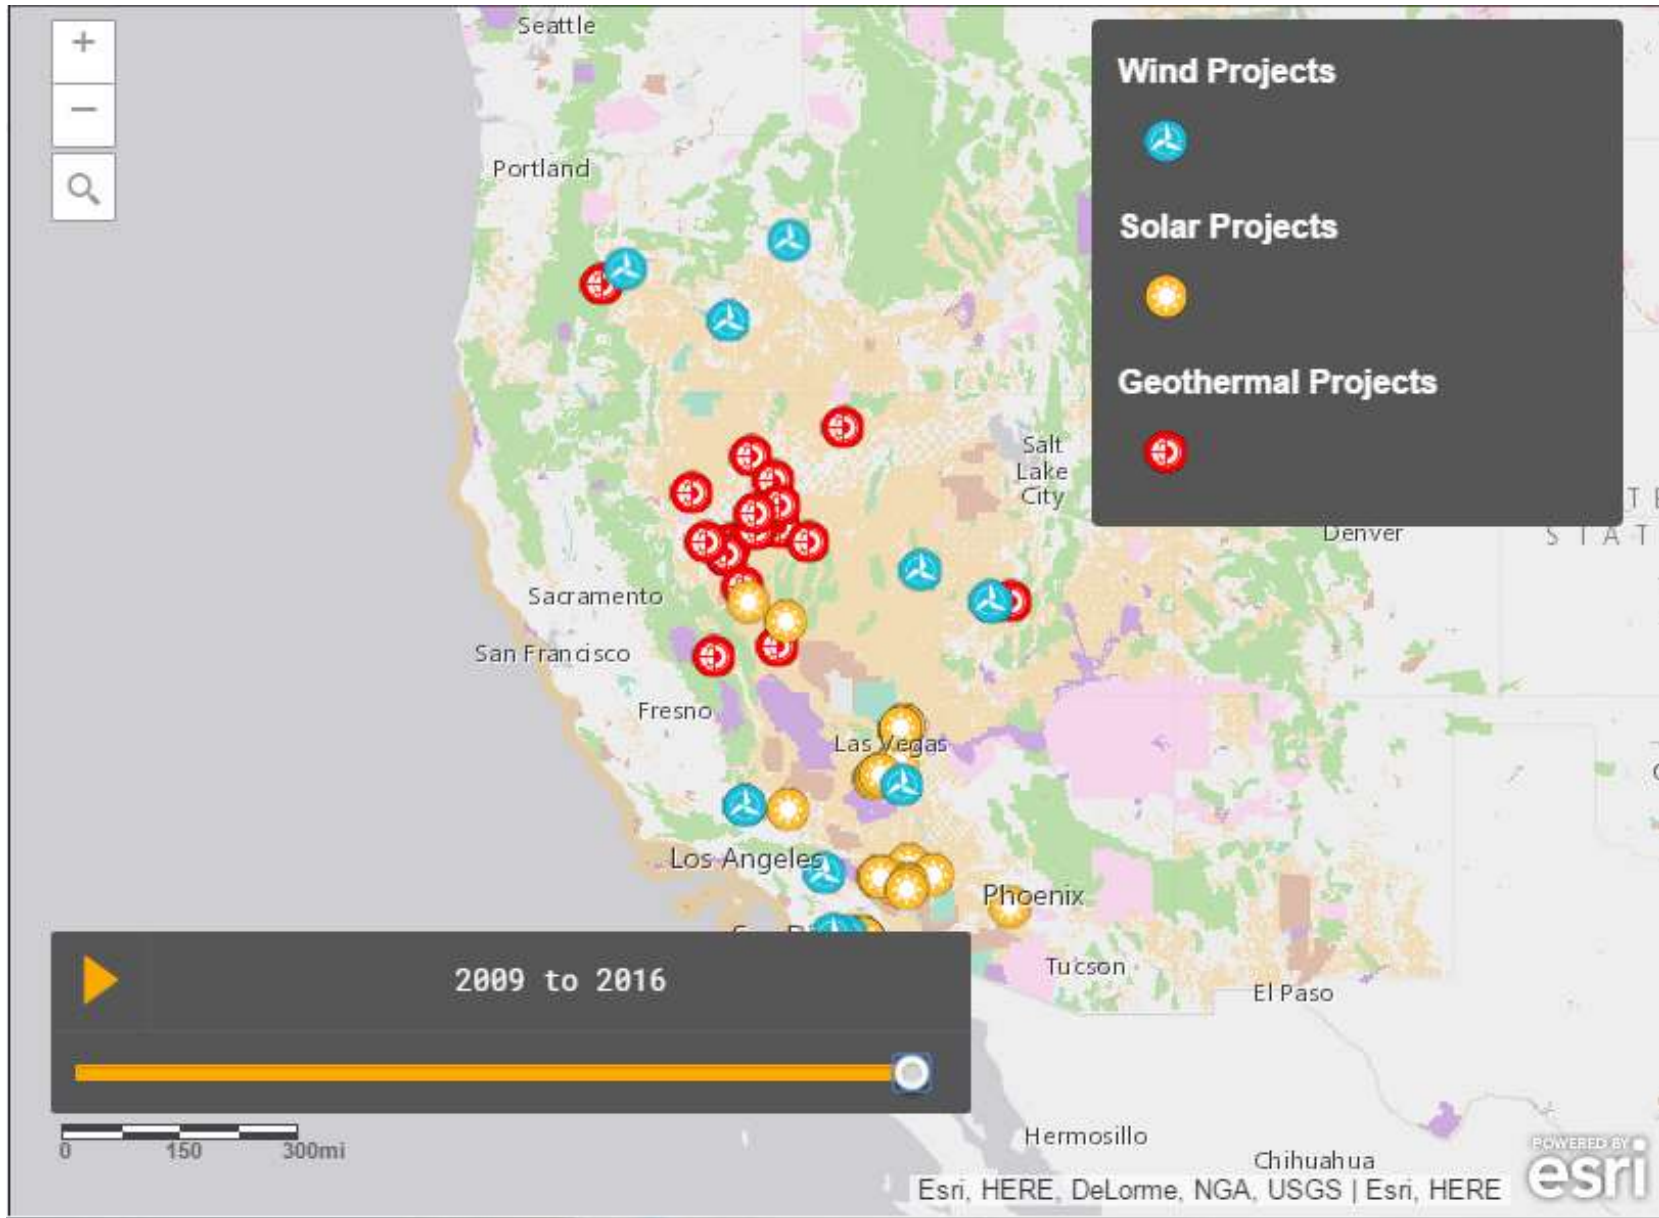 Seattle
Portland
Wind Projects
Solar Projects
Geothermal Projects
Salt
Lake
City
Denver
STAT
Sacramento
San Francisco
Fresno
Las Vegas
Los Angeles
Phoenix
Tucson
El Paso
2009 to 2016
0 150 300mi
Hermosillo
Chihuahua
POWERED BY
esri
Esri, HERE, DeLorme, NGA, USGS | Esri, HERE